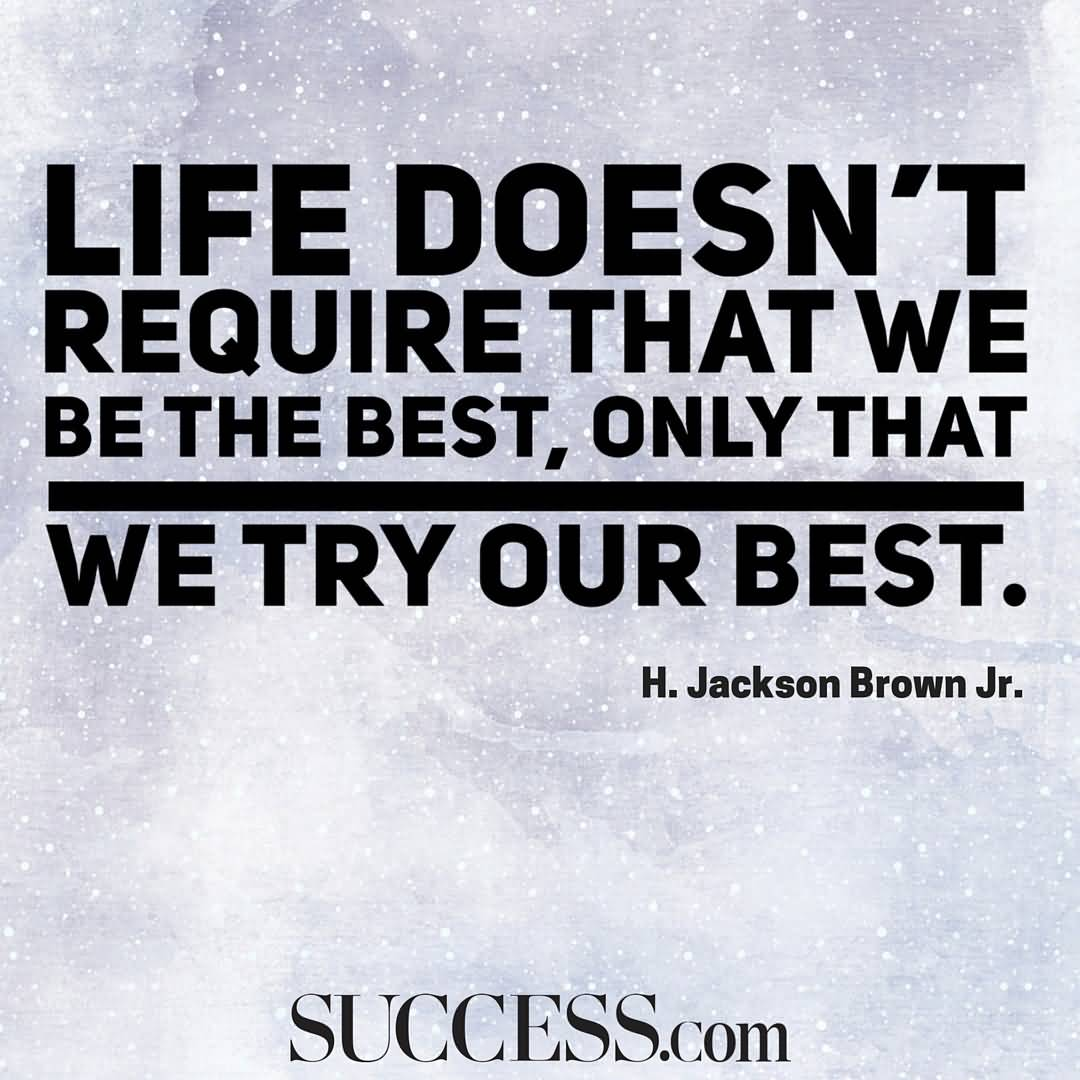 LIFE DOESN'T
REQUIRE THAT WE
BE THE BEST, ONLY THAT
WE TRY OUR BEST.
H. Jackson Brown Jr.
SUCCESS.com